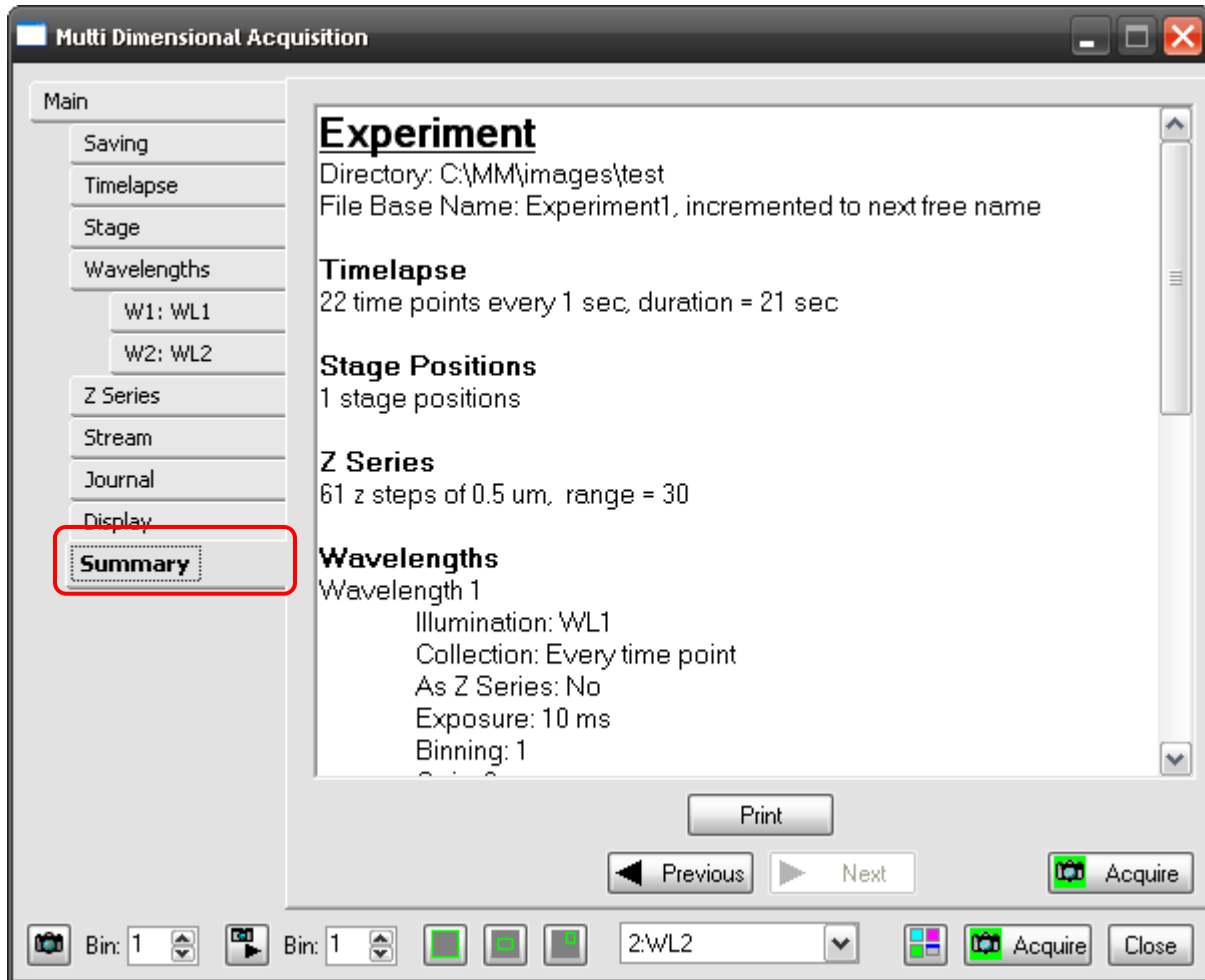 Multi Dimensional Acquisition
Main
Saving
Timelapse
Stage
Wavelengths
W1: WL1
W2: WL2
Z Series
Stream
Journal
Display
Summary
Experiment
Directory: C:\MM\images\test
File Base Name: Experiment1, incremented to next free name
Timelapse
22 time points every 1 sec, duration = 21 sec
Stage Positions
1 stage positions
Z Series
61 z steps of 0.5 um,  range = 30
Wavelengths
Wavelength 1
Illumination: WL1
Collection: Every time point
As Z Series: No
Exposure: 10 ms
Binning: 1
Print
Previous
Next
Acquire
Bin: 1
Bin: 1
2:WL2
Acquire
Close